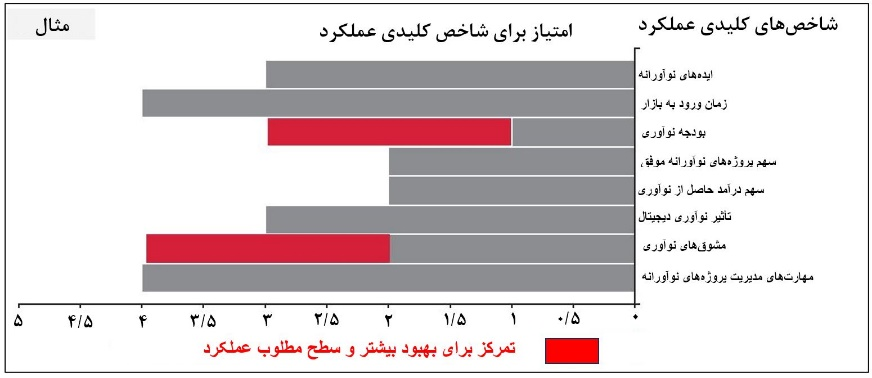 شاخص‌های کلیدی عملکرد
امتیاز برای شاخص کلیدی عملکرد
مثال
ایده‌های نوآورانه
زمان ورود به بازار
بودجه نوآوری
سهم پروژه‌های نوآورانه موفق
سهم درآمد حاصل از نوآوری
تأثیر نوآوری دیجیتال
مشوق‌های نوآوری
مهارت‌های مدیریت پروژه‌های نوآورانه
۰ ۰/۵ ۱ ۱/۵ ۲ ۲/۵ ۳ ۳/۵ ۴ ۴/۵ ۵
تمرکز برای بهبود بیشتر و سطح مطلوب عملکرد